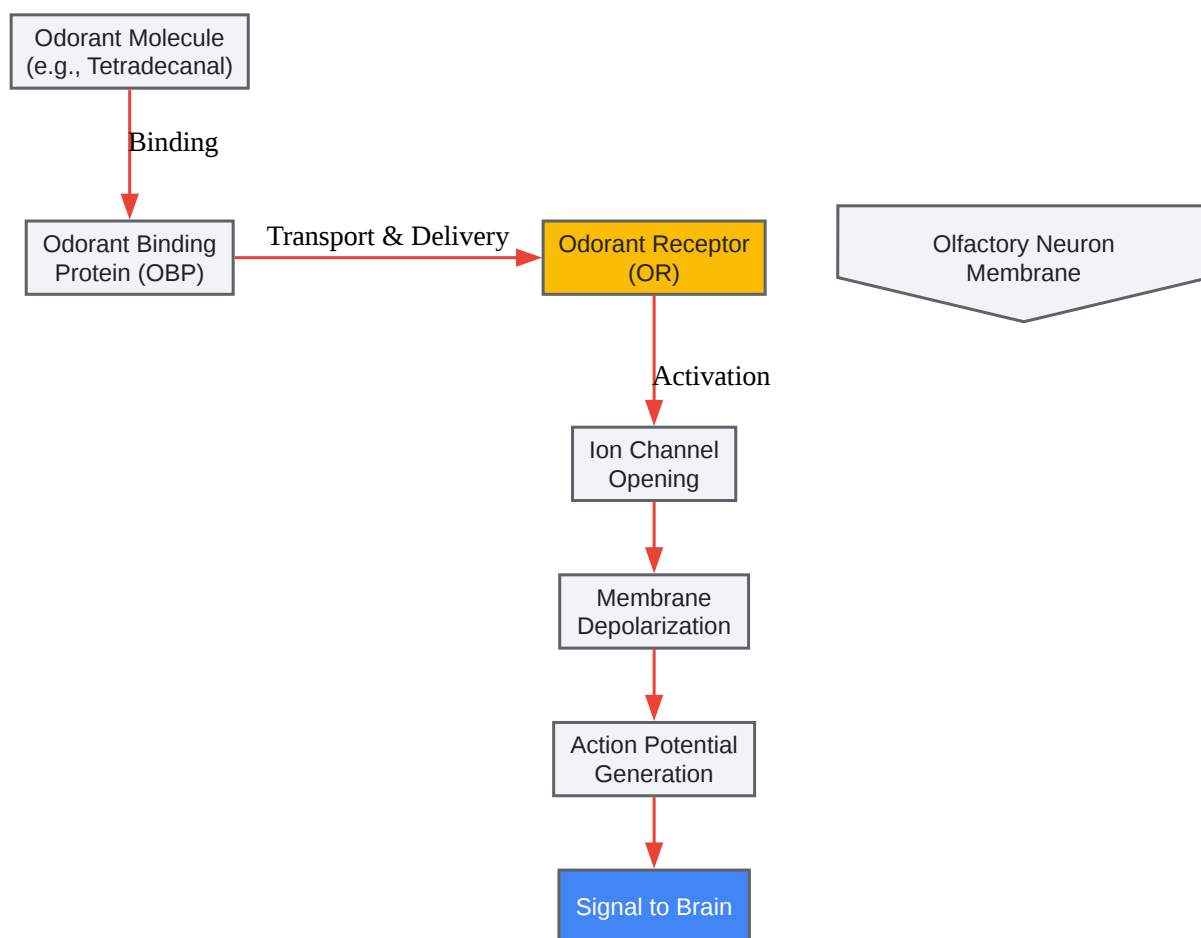 Odorant Molecule
(e.g., Tetradecanal)
Binding
Odorant Binding
Protein (OBP)
Transport & Delivery
Odorant Receptor
(OR)
Olfactory Neuron
Membrane
Activation
Ion Channel
Opening
Membrane
Depolarization
Action Potential
Generation
Signal to Brain